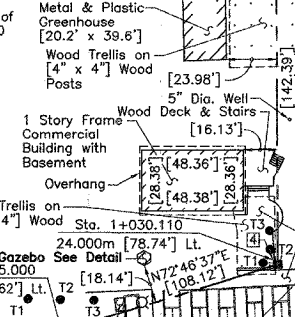 of
Metal & Plastic
Greenhouse
[20.2' x 39.6']
Wood Trellis on
[4" x 4"] Wood
Posts
[23.98']
[142.39']
5" Dia. Well
Wood Deck & Stairs
[16.13']
1 Story Frame
Commercial
Building with
Basement
[48.36']
[28.38']
[28.36']
[48.38']
Overhang
Trellis on
4"] Wood
Sta. 1+030.110
24.000m [78.74'] Lt.
T3
4
T2
T1
Gazebo See Detail
5.000
62'] Lt.
[18.14']
N72°46'37"E
[108.12']
T1
T2
T3